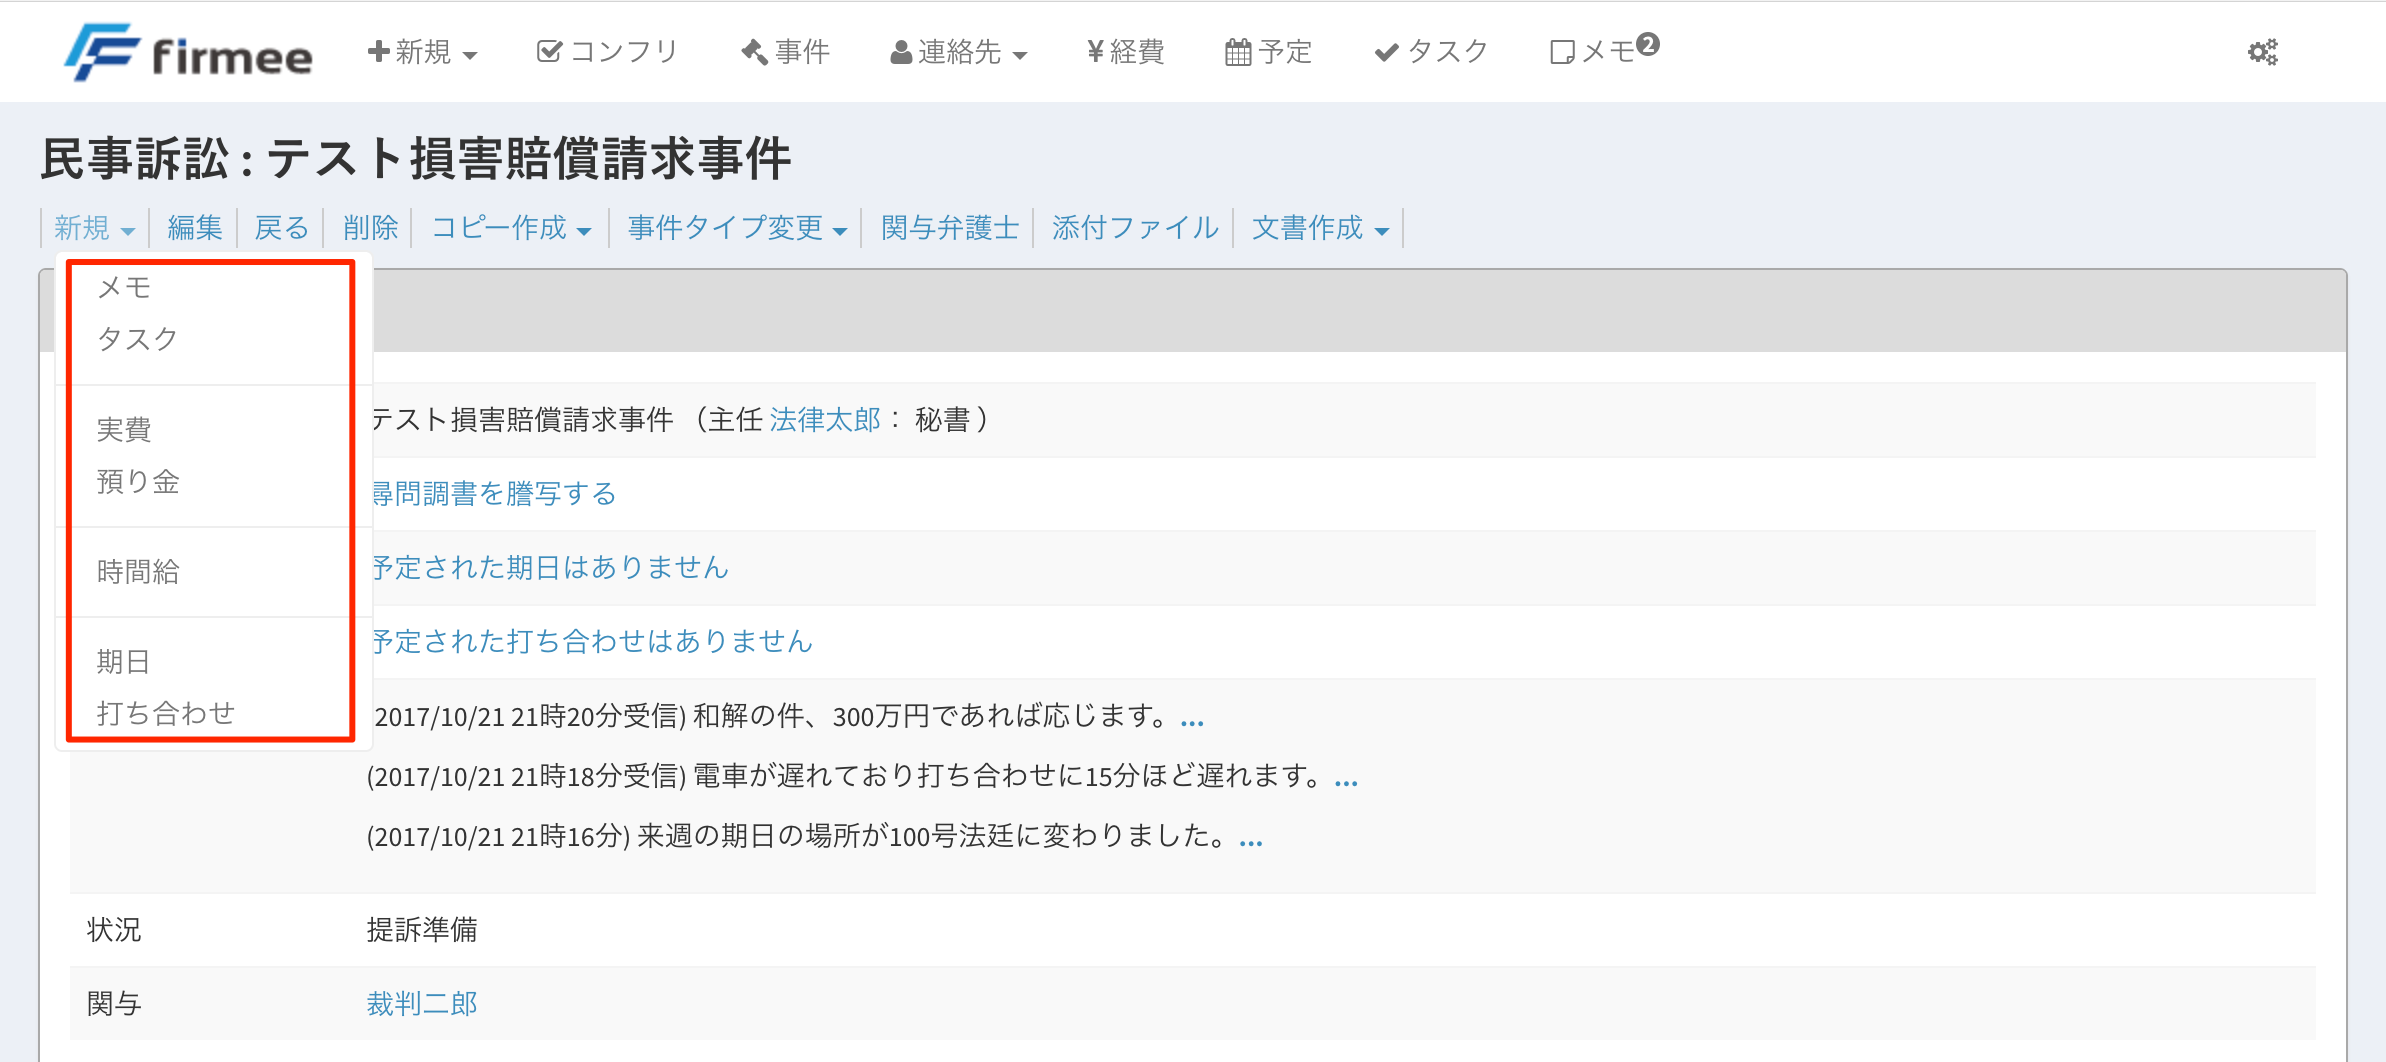 firmee 新規 コンフリ 事件 連絡先 ¥経費 予定 タスク メモ 2
民事訴訟 : テスト損害賠償請求事件
新規 編集 戻る 削除 コピー作成 事件タイプ変更 関与弁護士 添付ファイル 文書作成
メモ
タスク
実費
預り金
時間給
期日
打ち合わせ
テスト損害賠償請求事件 （主任 法律太郎： 秘書 ）
尋問調書を謄写する
予定された期日はありません
予定された打ち合わせはありません
(2017/10/21 21時20分受信) 和解の件、300万円であれば応じます。 ...
(2017/10/21 21時18分受信) 電車が遅れており打ち合わせに15分ほど遅れます。 ...
(2017/10/21 21時16分) 来週の期日の場所が100号法廷に変わりました。 ...
状況 提訴準備
関与 裁判二郎